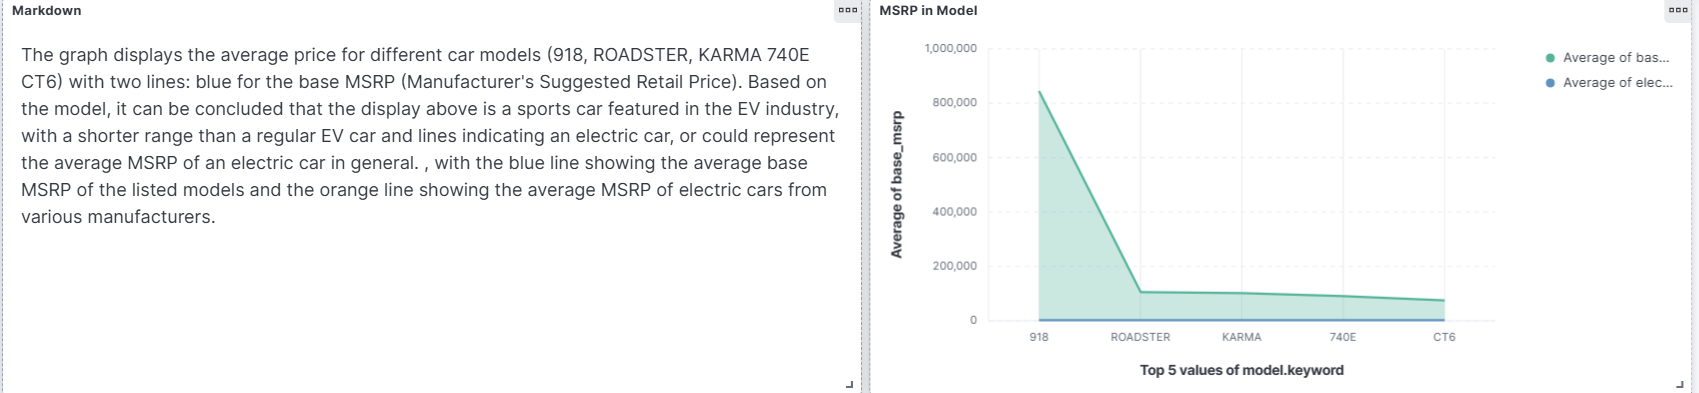 Markdown
The graph displays the average price for different car models (918, ROADSTER, KARMA 740E
CT6) with two lines: blue for the base MSRP (Manufacturer's Suggested Retail Price). Based on
the model, it can be concluded that the display above is a sports car featured in the EV industry,
with a shorter range than a regular EV car and lines indicating an electric car, or could represent
the average MSRP of an electric car in general. , with the blue line showing the average base
MSRP of the listed models and the orange line showing the average MSRP of electric cars from
various manufacturers.
MSRP in Model
1,000,000
800,000
600,000
400,000
200,000
0
Average of base_msrp
918
ROADSTER
KARMA
740E
CT6
Top 5 values of model.keyword
Average of bas...
Average of elec...